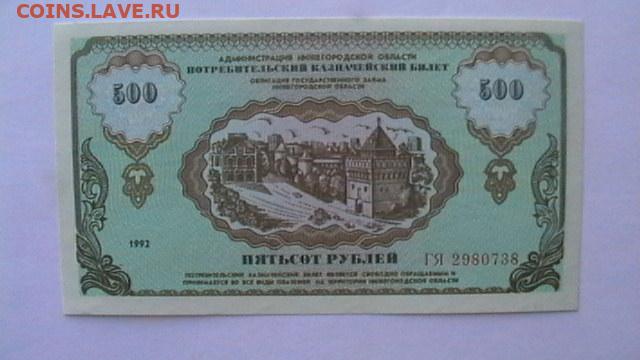 COINS.LAVE.RU
АДМИНИСТРАЦИЯ НИЖЕГОРОДСКОЙ ОБЛАСТИ
ПОТРЕБИТЕЛЬСКИЙ КАЗНАЧЕЙСКИЙ БИЛЕТ
ОБЛИГАЦИЯ ГОСУДАРСТВЕННОГО ЗАЙМА
НИЖЕГОРОДСКОЙ ОБЛАСТИ
500 500
1992
ПЯТЬСОТ РУБЛЕЙ
ГЯ 2980738
ПОТРЕБИТЕЛЬСКИЙ КАЗНАЧЕЙСКИЙ БИЛЕТ ЯВЛЯЕТСЯ СВОБОДНО ОБРАЩАЕМЫМ И
ПРИНИМАЕТСЯ ВО ВСЕ ВИДЫ ПЛАТЕЖЕЙ НА ТЕРРИТОРИИ НИЖЕГОРОДСКОЙ ОБЛАСТИ